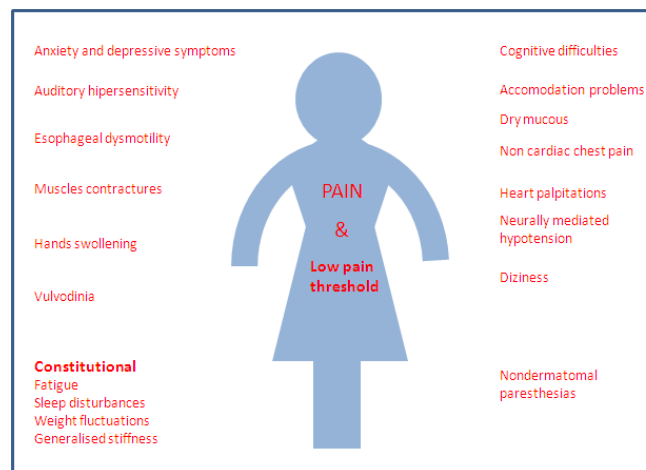 Anxiety and depressive symptoms
Auditory hipersensitivity
Esophageal dysmotility
Muscles contractures
Hands swollening
Vulvodinia
Constitutional
Fatigue
Sleep disturbances
Weight fluctuations
Generalised stiffness
PAIN
&
Low pain
threshold
Cognitive difficulties
Accomodation problems
Dry mucous
Non cardiac chest pain
Heart palpitations
Neurally mediated
hypotension
Diziness
Nondermatomal
paresthesias